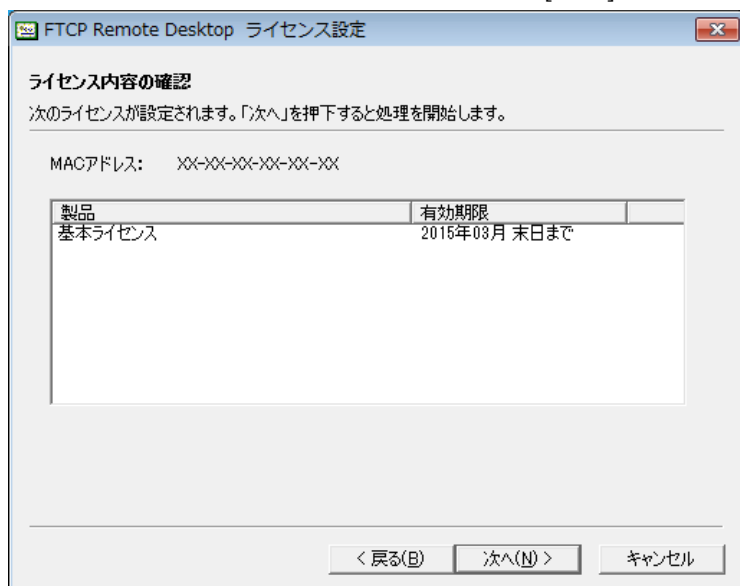 FTCP Remote Desktop ライセンス設定
ライセンス内容の確認
次のライセンスが設定されます。「次へ」を押下すると処理を開始します。
MACアドレス: XX-XX-XX-XX-XX-XX
製品 有効期限
基本ライセンス 2015年03月 末日まで
< 戻る(B) 次へ(N) > キャンセル